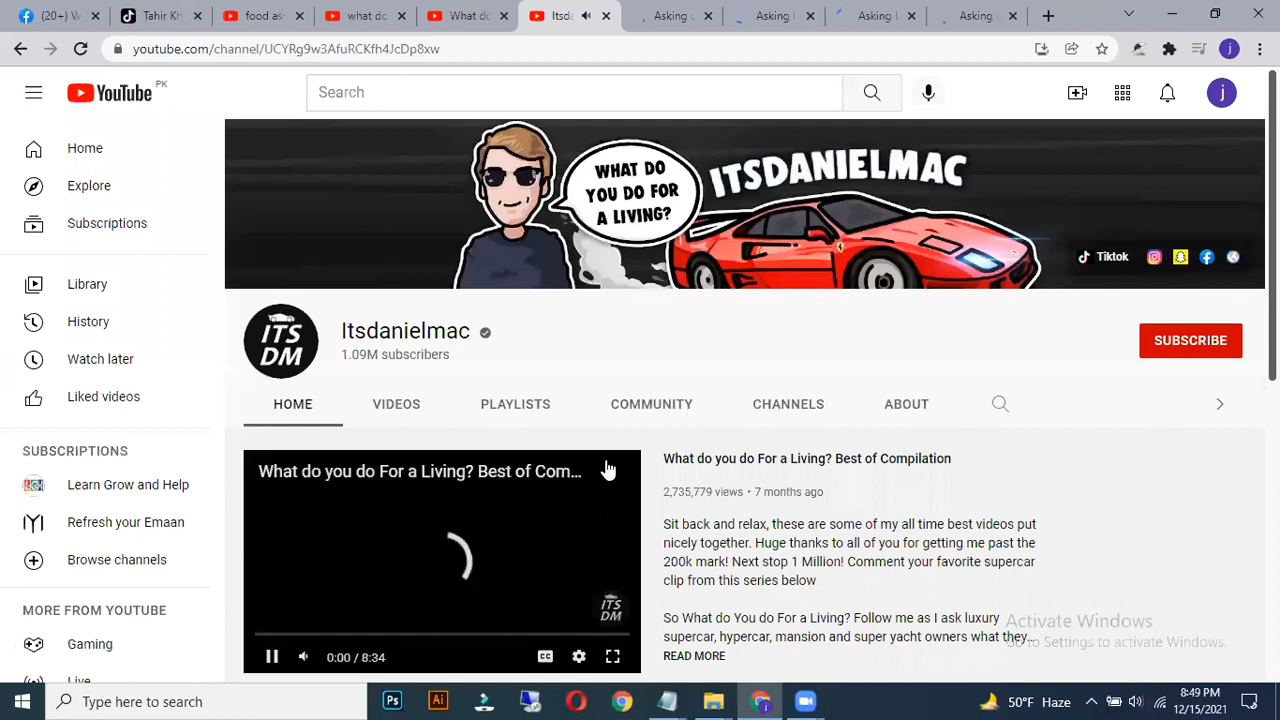 Tahir Kh
food as
what do
What do
Itsda
Asking
Asking
Asking L
Asking
youtube.com/channel/UCYRg9w3AfuRCKfh4JcDp8xw
j
YouTube PK
Search
j
Home
Explore
Subscriptions
Library
History
Watch later
Liked videos
SUBSCRIPTIONS
Learn Grow and Help
Refresh your Emaan
Browse channels
MORE FROM YOUTUBE
Gaming
Live
WHAT DO
YOU DO FOR
A LIVING?
ITSDANIELMAC
Tiktok
ITS
DM
Itsdanielmac
1.09M subscribers
SUBSCRIBE
HOME VIDEOS PLAYLISTS COMMUNITY CHANNELS ABOUT
What do you do For a Living? Best of Com...
ITS
DM
0:00 / 8:34
CC
What do you do For a Living? Best of Compilation
2,735,779 views • 7 months ago
Sit back and relax, these are some of my all time best videos put
nicely together. Huge thanks to all of you for getting me past the
200k mark! Next stop 1 Million! Comment your favorite supercar
clip from this series below
So What do You do For a Living? Follow me as I ask luxury
supercar, hypercar, mansion and super yacht owners what they...
READ MORE
Activate Windows
Go to Settings to activate Windows.
Type here to search
Ps
Ai
50°F Haze
8:49 PM
12/15/2021